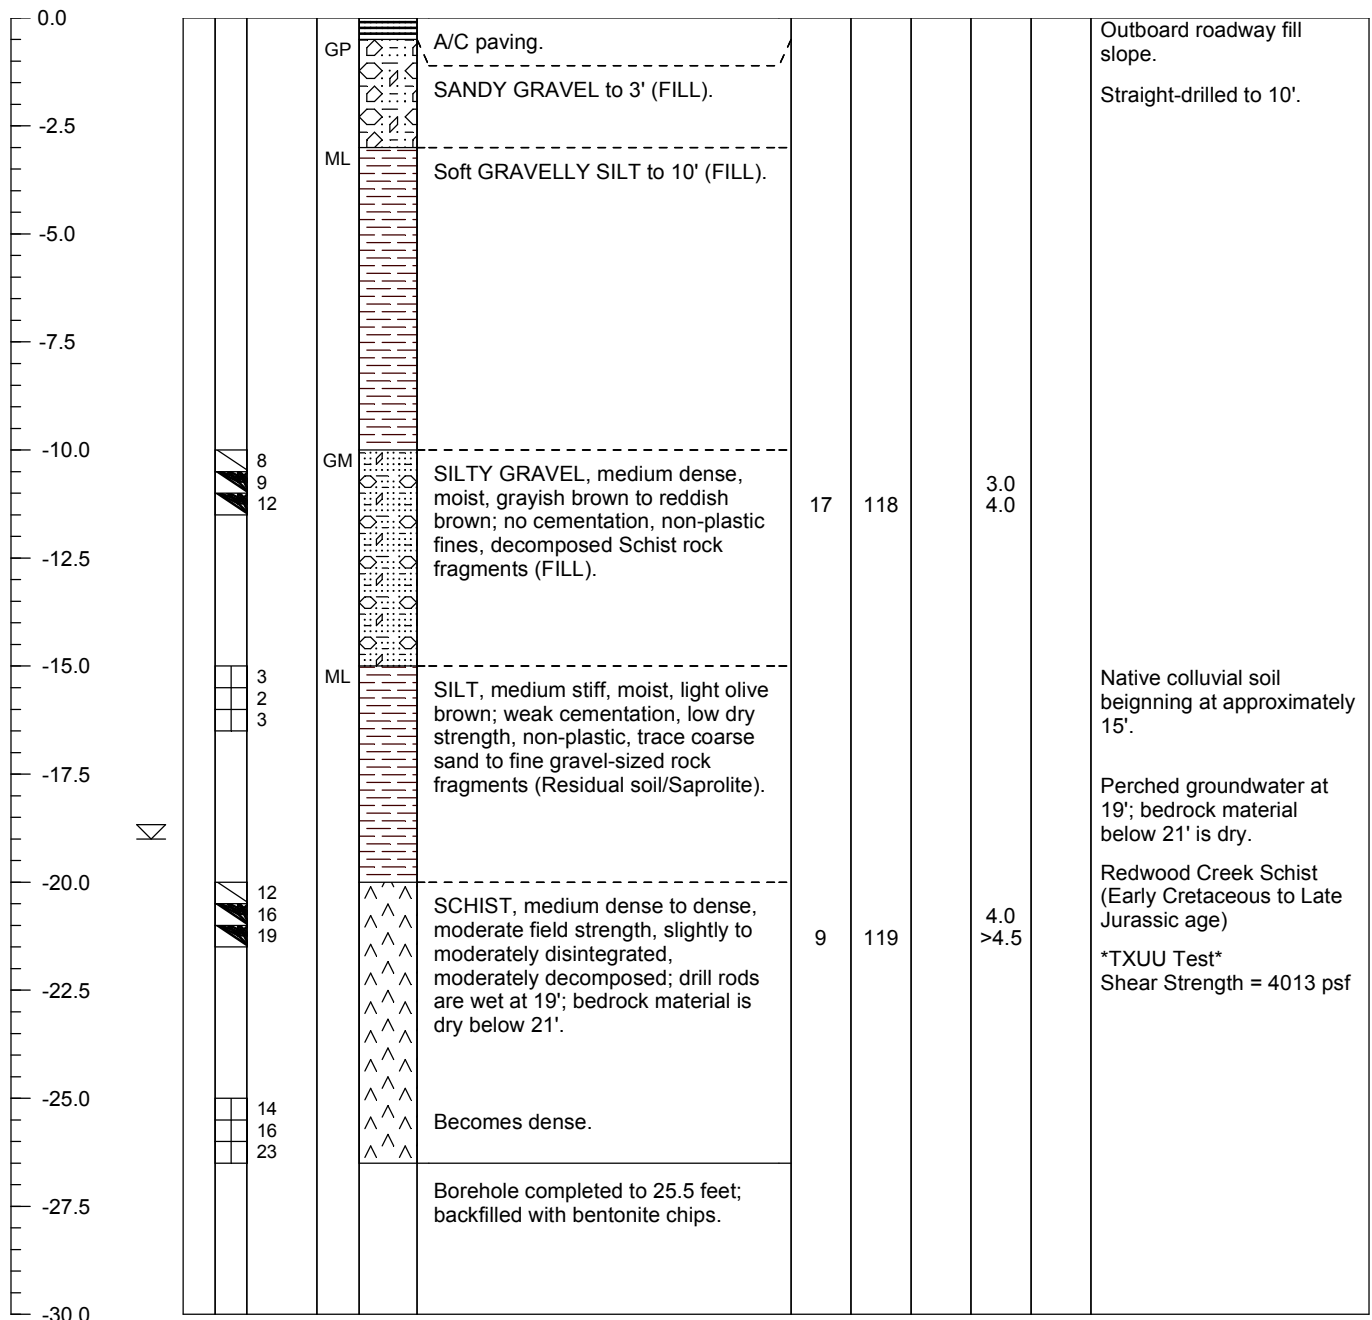 0.0
A/C paving.
Outboard roadway fill
slope.
GP
SANDY GRAVEL to 3' (FILL).
Straight-drilled to 10'.
-2.5
ML
Soft GRAVELLY SILT to 10' (FILL).
-5.0
-7.5
-10.0
8
9
12
GM
SILTY GRAVEL, medium dense,
moist, grayish brown to reddish
brown; no cementation, non-plastic
fines, decomposed Schist rock
fragments (FILL).
17
118
3.0
4.0
-12.5
-15.0
3
2
3
ML
SILT, medium stiff, moist, light olive
brown; weak cementation, low dry
strength, non-plastic, trace coarse
sand to fine gravel-sized rock
fragments (Residual soil/Saprolite).
Native colluvial soil
beignning at approximately
15'.
-17.5
Perched groundwater at
19'; bedrock material
below 21' is dry.
-20.0
12
16
19
SCHIST, medium dense to dense,
moderate field strength, slightly to
moderately disintegrated,
moderately decomposed; drill rods
are wet at 19'; bedrock material is
dry below 21'.
9
119
4.0
>4.5
Redwood Creek Schist
(Early Cretaceous to Late
Jurassic age)
*TXUU Test*
Shear Strength = 4013 psf
-22.5
-25.0
14
16
23
Becomes dense.
Borehole completed to 25.5 feet;
backfilled with bentonite chips.
-27.5
-30.0